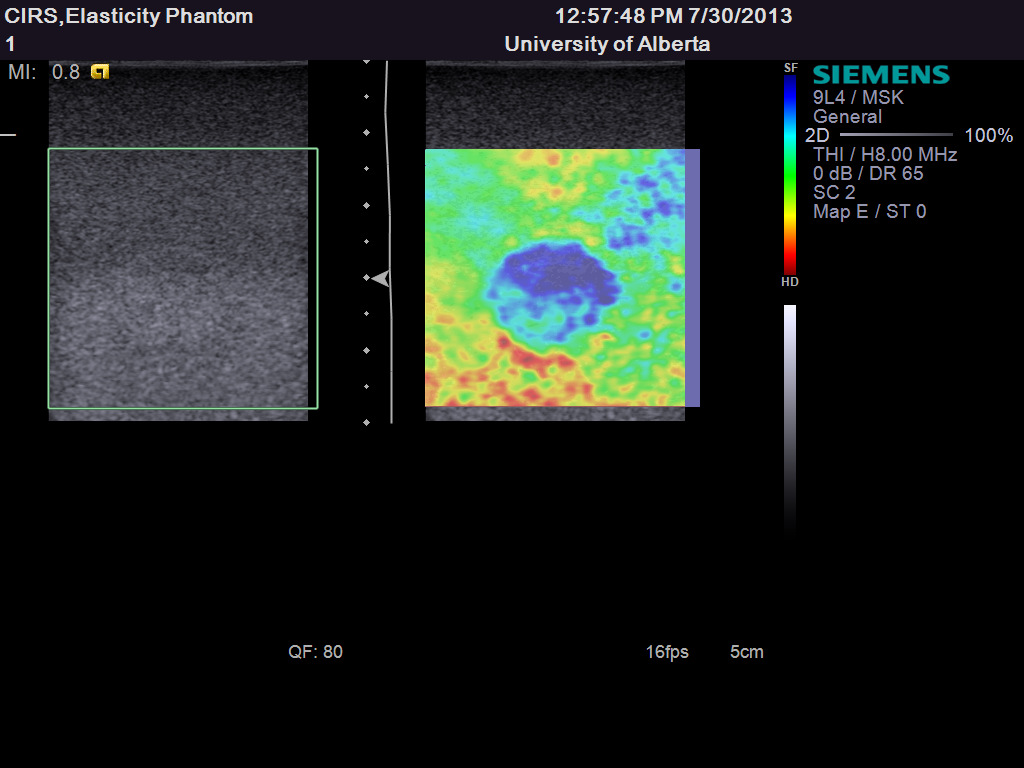 CIRS,Elasticity Phantom
12:57:48 PM 7/30/2013
1
University of Alberta
MI: 0.8
SF
HD
SIEMENS
9L4 / MSK
General
2D 100%
THI / H8.00 MHz
0 dB / DR 65
SC 2
Map E / ST 0
QF: 80
16fps
5cm